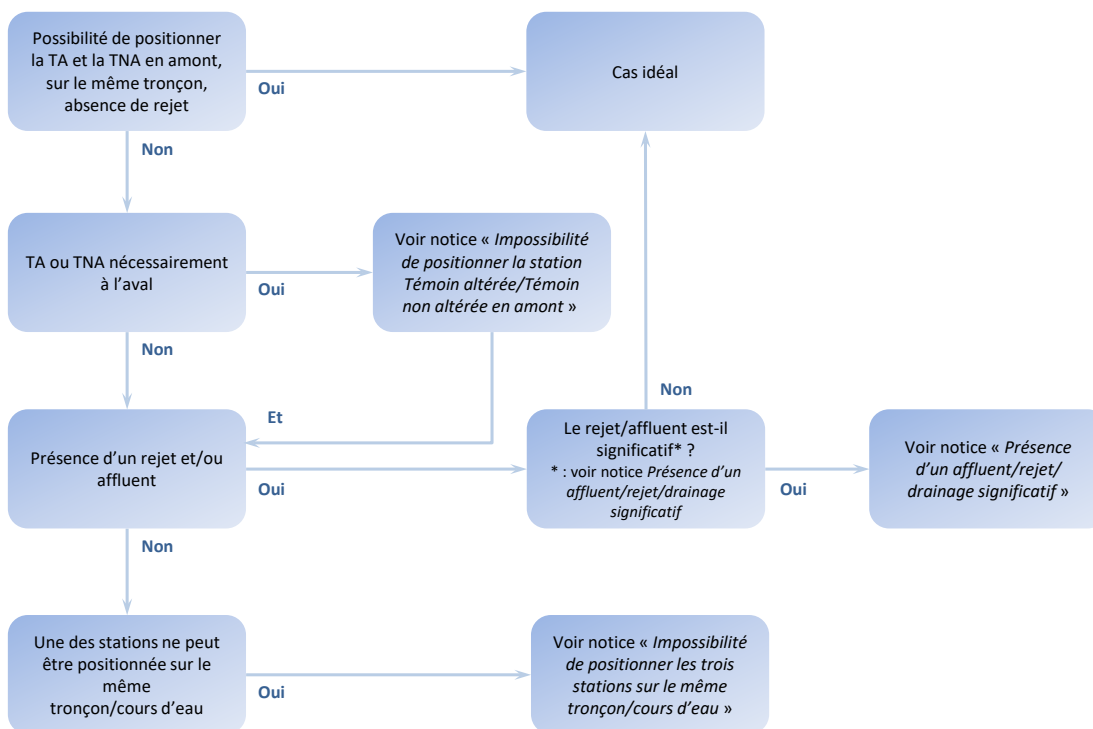 Possibilité de positionner
la TA et la TNA en amont,
sur le même tronçon,
absence de rejet
Oui
Cas idéal
Non
TA ou TNA nécessairement
à l’aval
Oui
Voir notice « Impossibilité
de positionner la station
Témoin altérée/Témoin
non altérée en amont »
Non
Et
Non
Présence d’un rejet et/ou
affluent
Oui
Le rejet/affluent est-il
significatif* ?
* : voir notice Présence d’un
affluent/rejet/drainage
significatif
Oui
Voir notice « Présence
d’un affluent/rejet/
drainage significatif »
Non
Une des stations ne peut
être positionnée sur le
même
tronçon/cours d’eau
Oui
Voir notice « Impossibilité
de positionner les trois
stations sur le même
tronçon/cours d’eau »